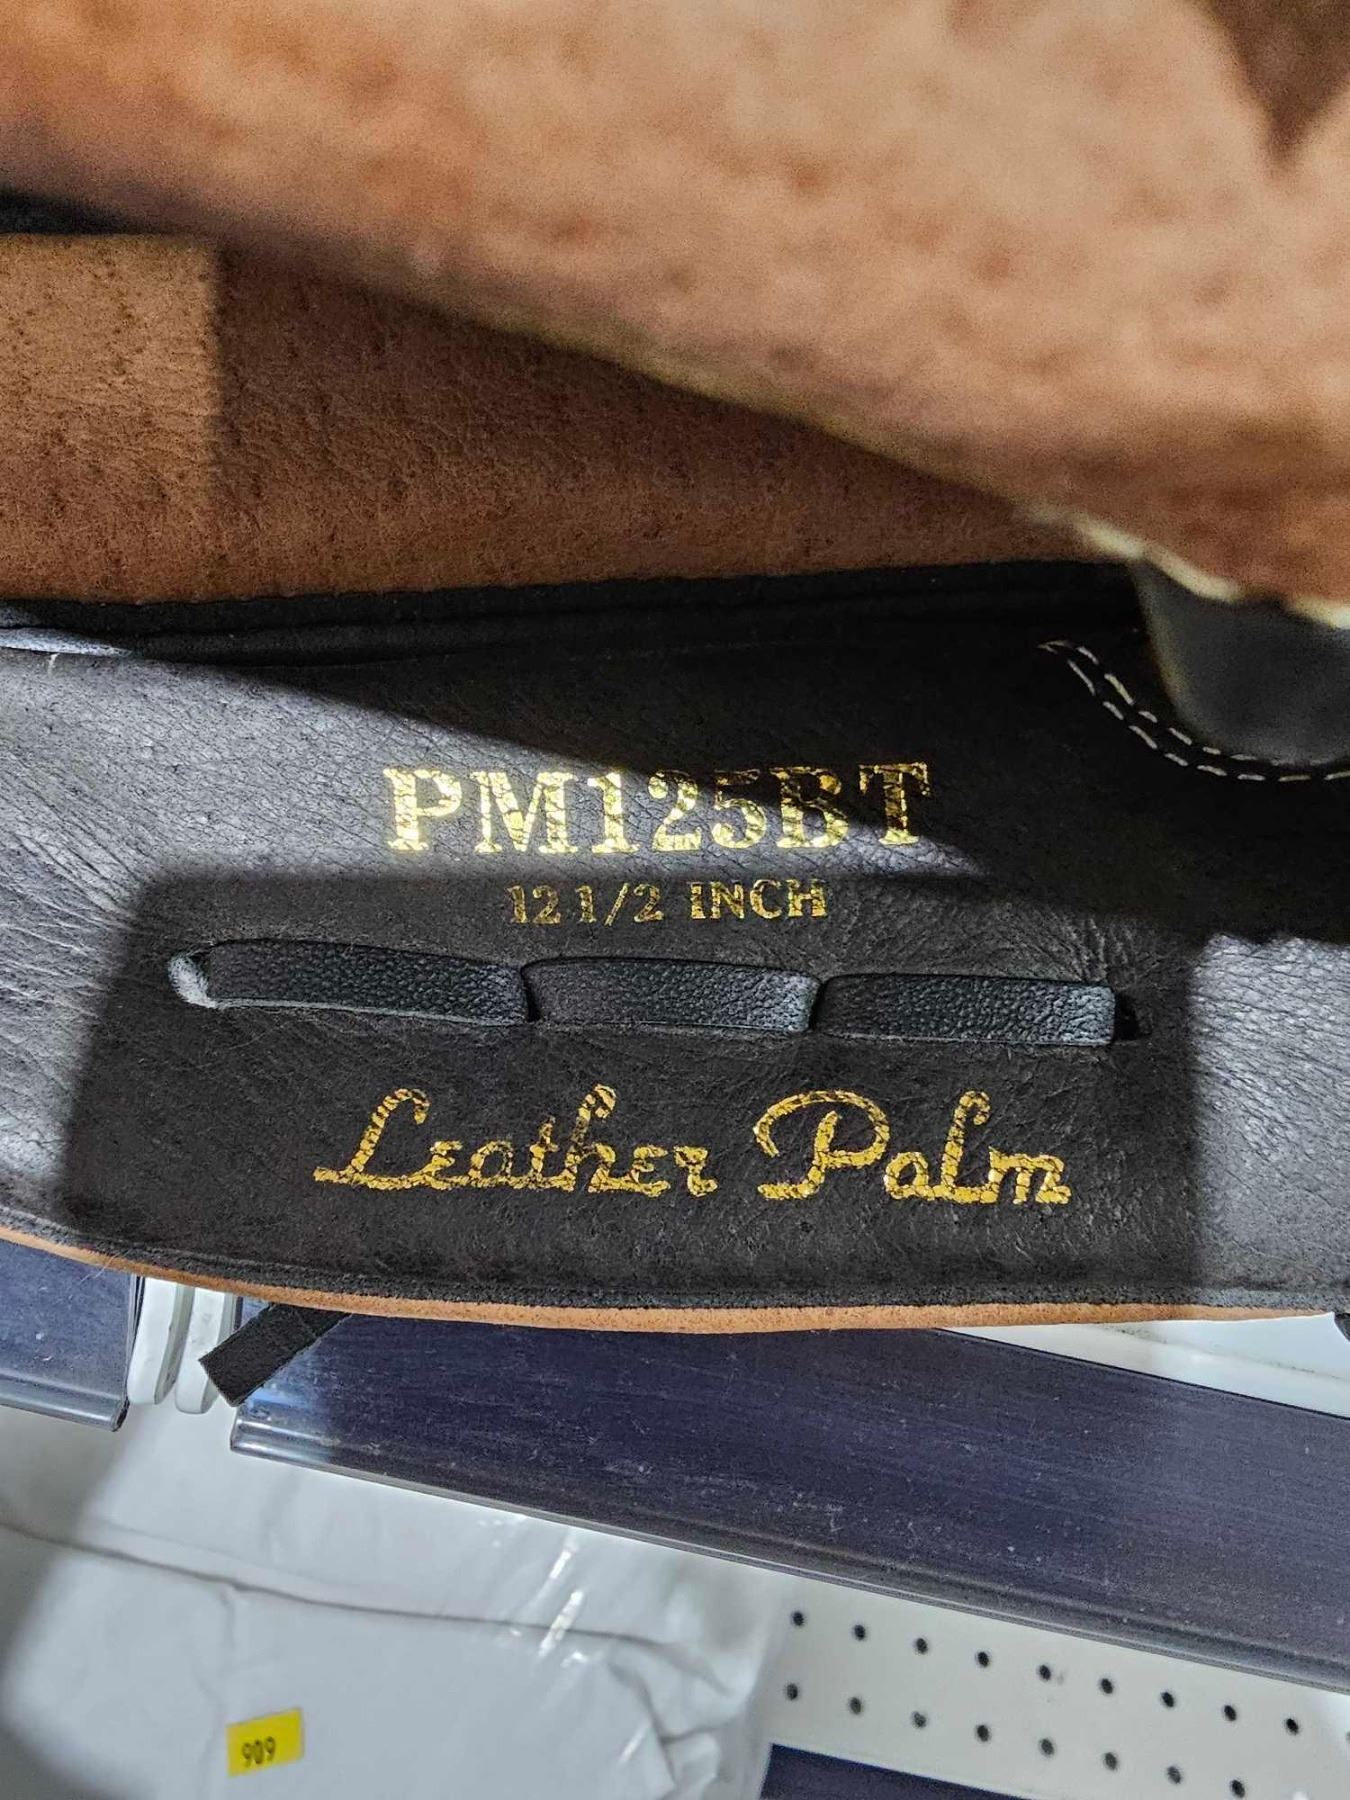 PM125BT
12 1/2 INCH
Leather Palm
909